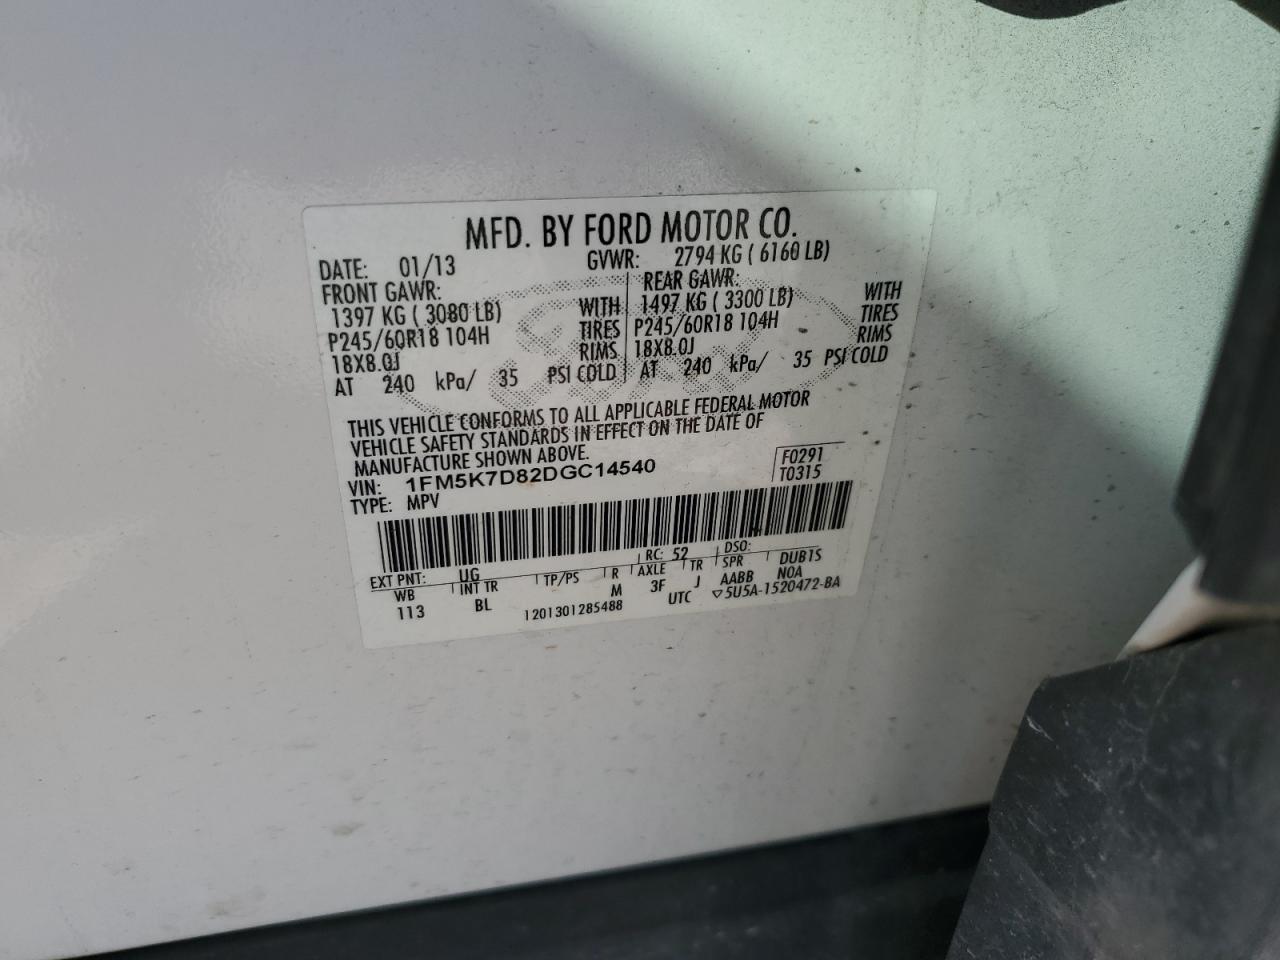 MFD. BY FORD MOTOR CO.
DATE: 01/13 GVWR: 2794 KG ( 6160 LB)
FRONT GAWR: REAR GAWR:
1397 KG ( 3080 LB) WITH 1497 KG ( 3300 LB) WITH
P245/60R18 104H TIRES P245/60R18 104H TIRES
18X8.0J RIMS 18X8.0J RIMS
AT 240 kPa/ 35 PSI COLD AT 240 kPa/ 35 PSI COLD
THIS VEHICLE CONFORMS TO ALL APPLICABLE FEDERAL MOTOR
VEHICLE SAFETY STANDARDS IN EFFECT ON THE DATE OF
MANUFACTURE SHOWN ABOVE.
VIN: 1FM5K7D82DGC14540 F0291
TYPE: MPV T0315
EXT PNT: UG RC: 52 DSO:
WB INT TR TP/PS R AXLE TR SPR DUB1S
113 BL M 3F J AABB N0A
1201301285488 UTC ▽5U5A-1520472-BA